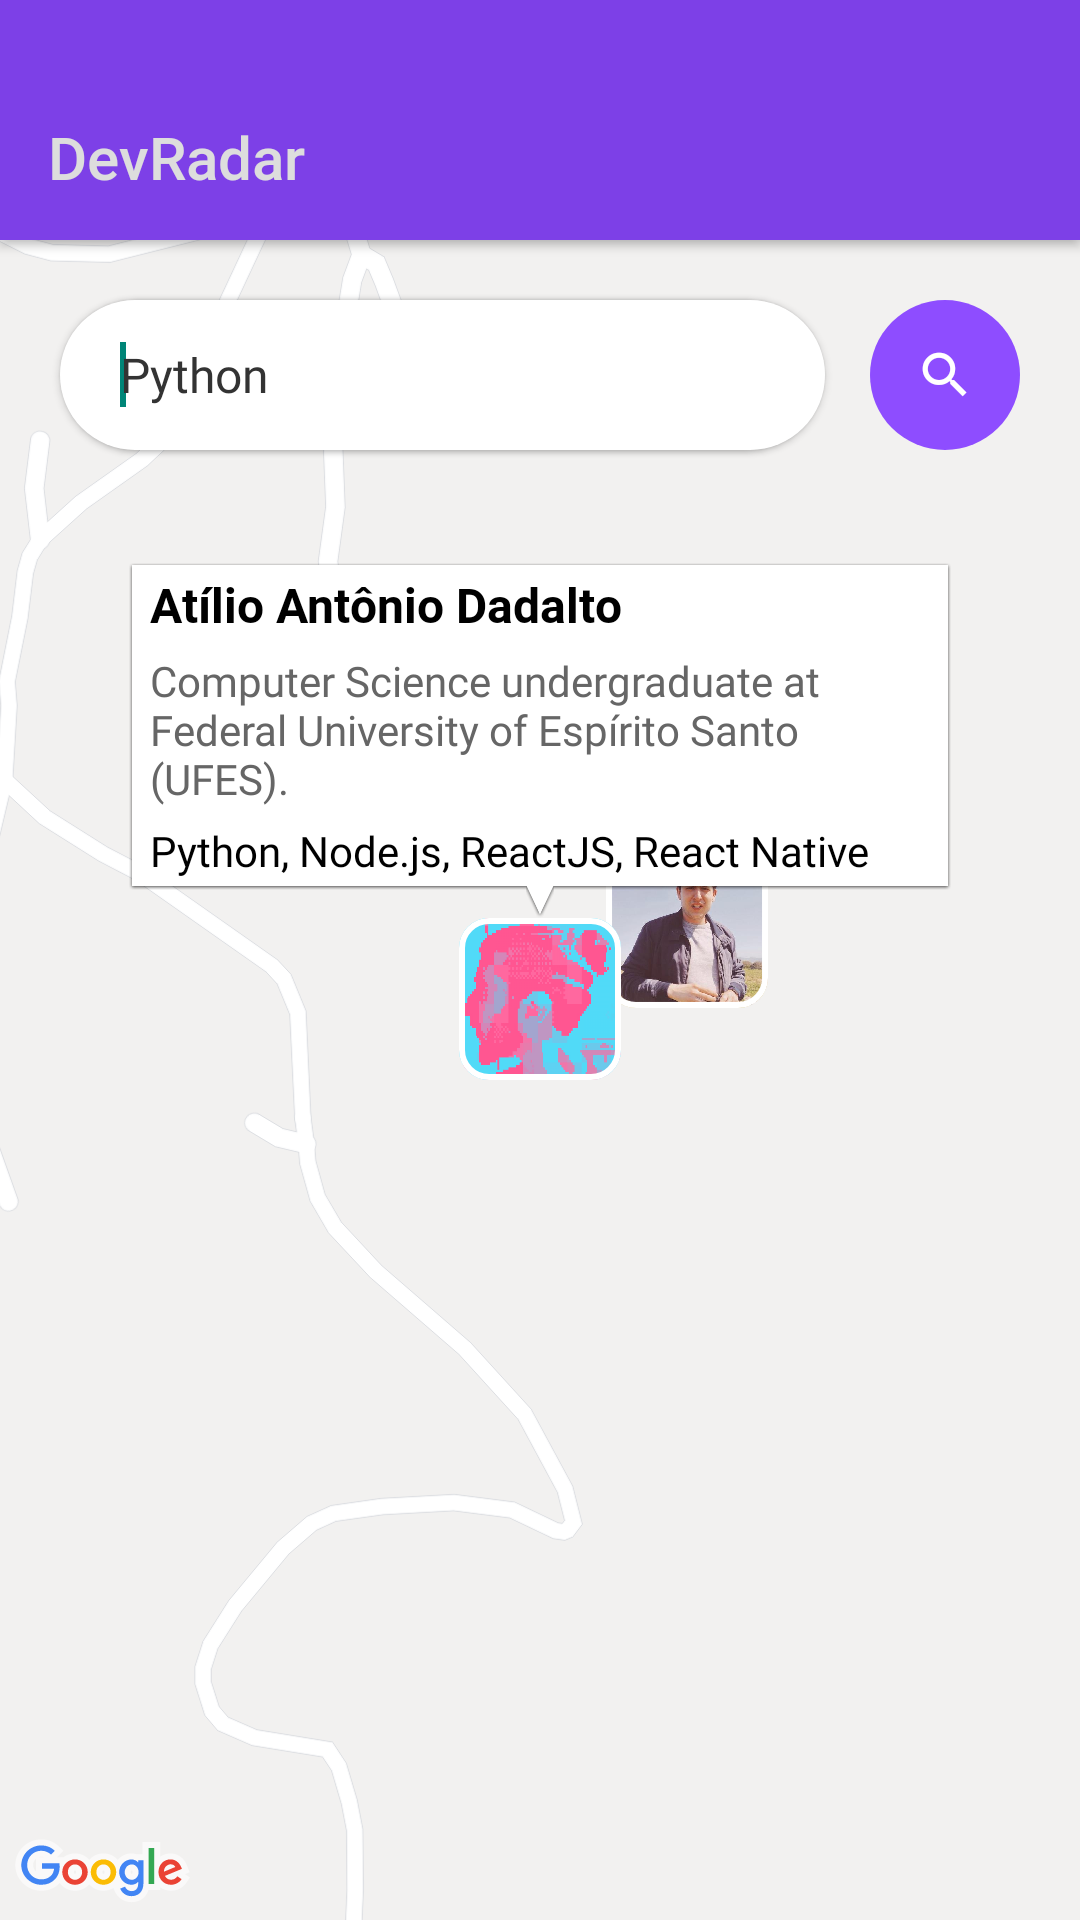 DevRadar
Python
Atílio Antônio Dadalto
Computer Science undergraduate at
Federal University of Espírito Santo
(UFES).
Python, Node.js, ReactJS, React Native
Google